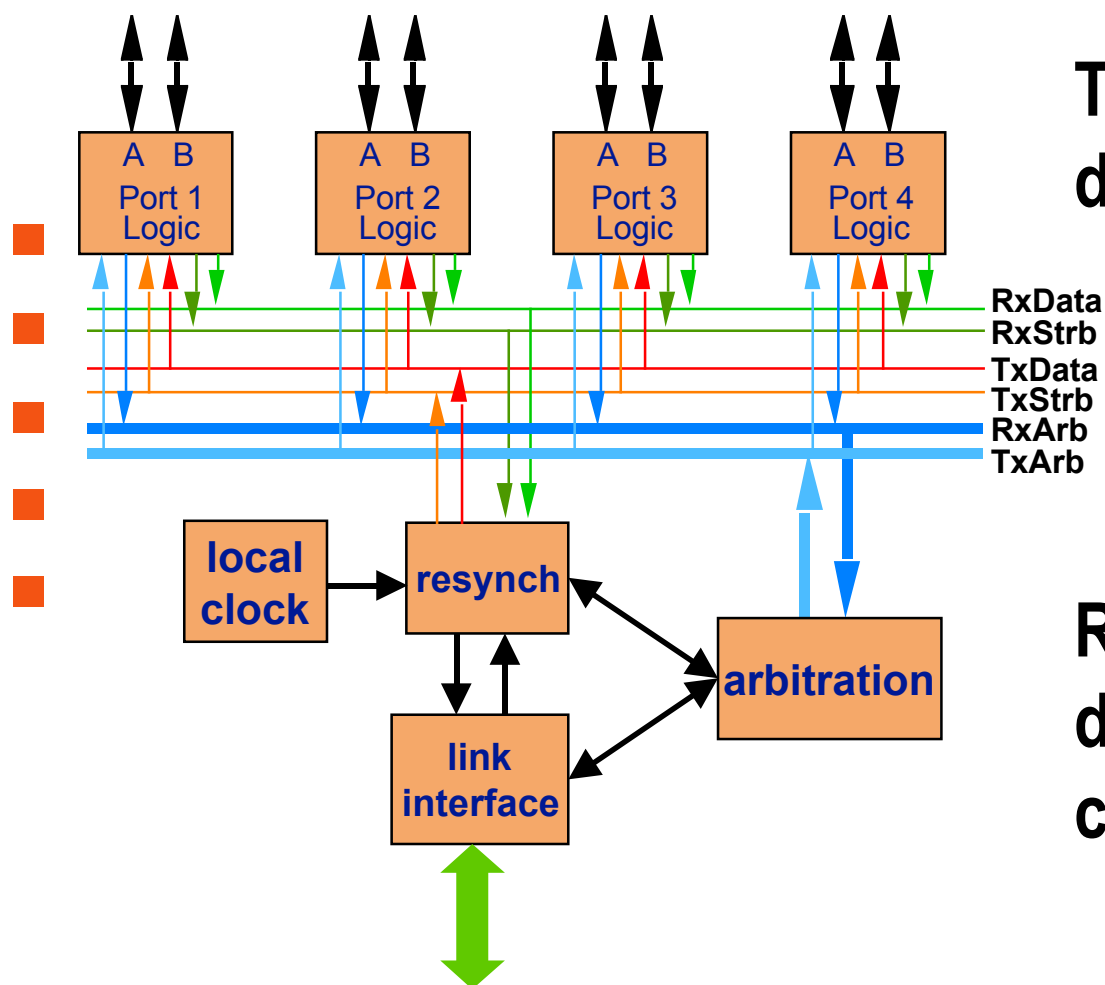 A B
Port 1
Logic
A B
Port 2
Logic
A B
Port 3
Logic
A B
Port 4
Logic
T
d
RxData
RxStrb
TxData
TxStrb
RxArb
TxArb
local
clock
resynch
arbitration
link
interface
R
d
c